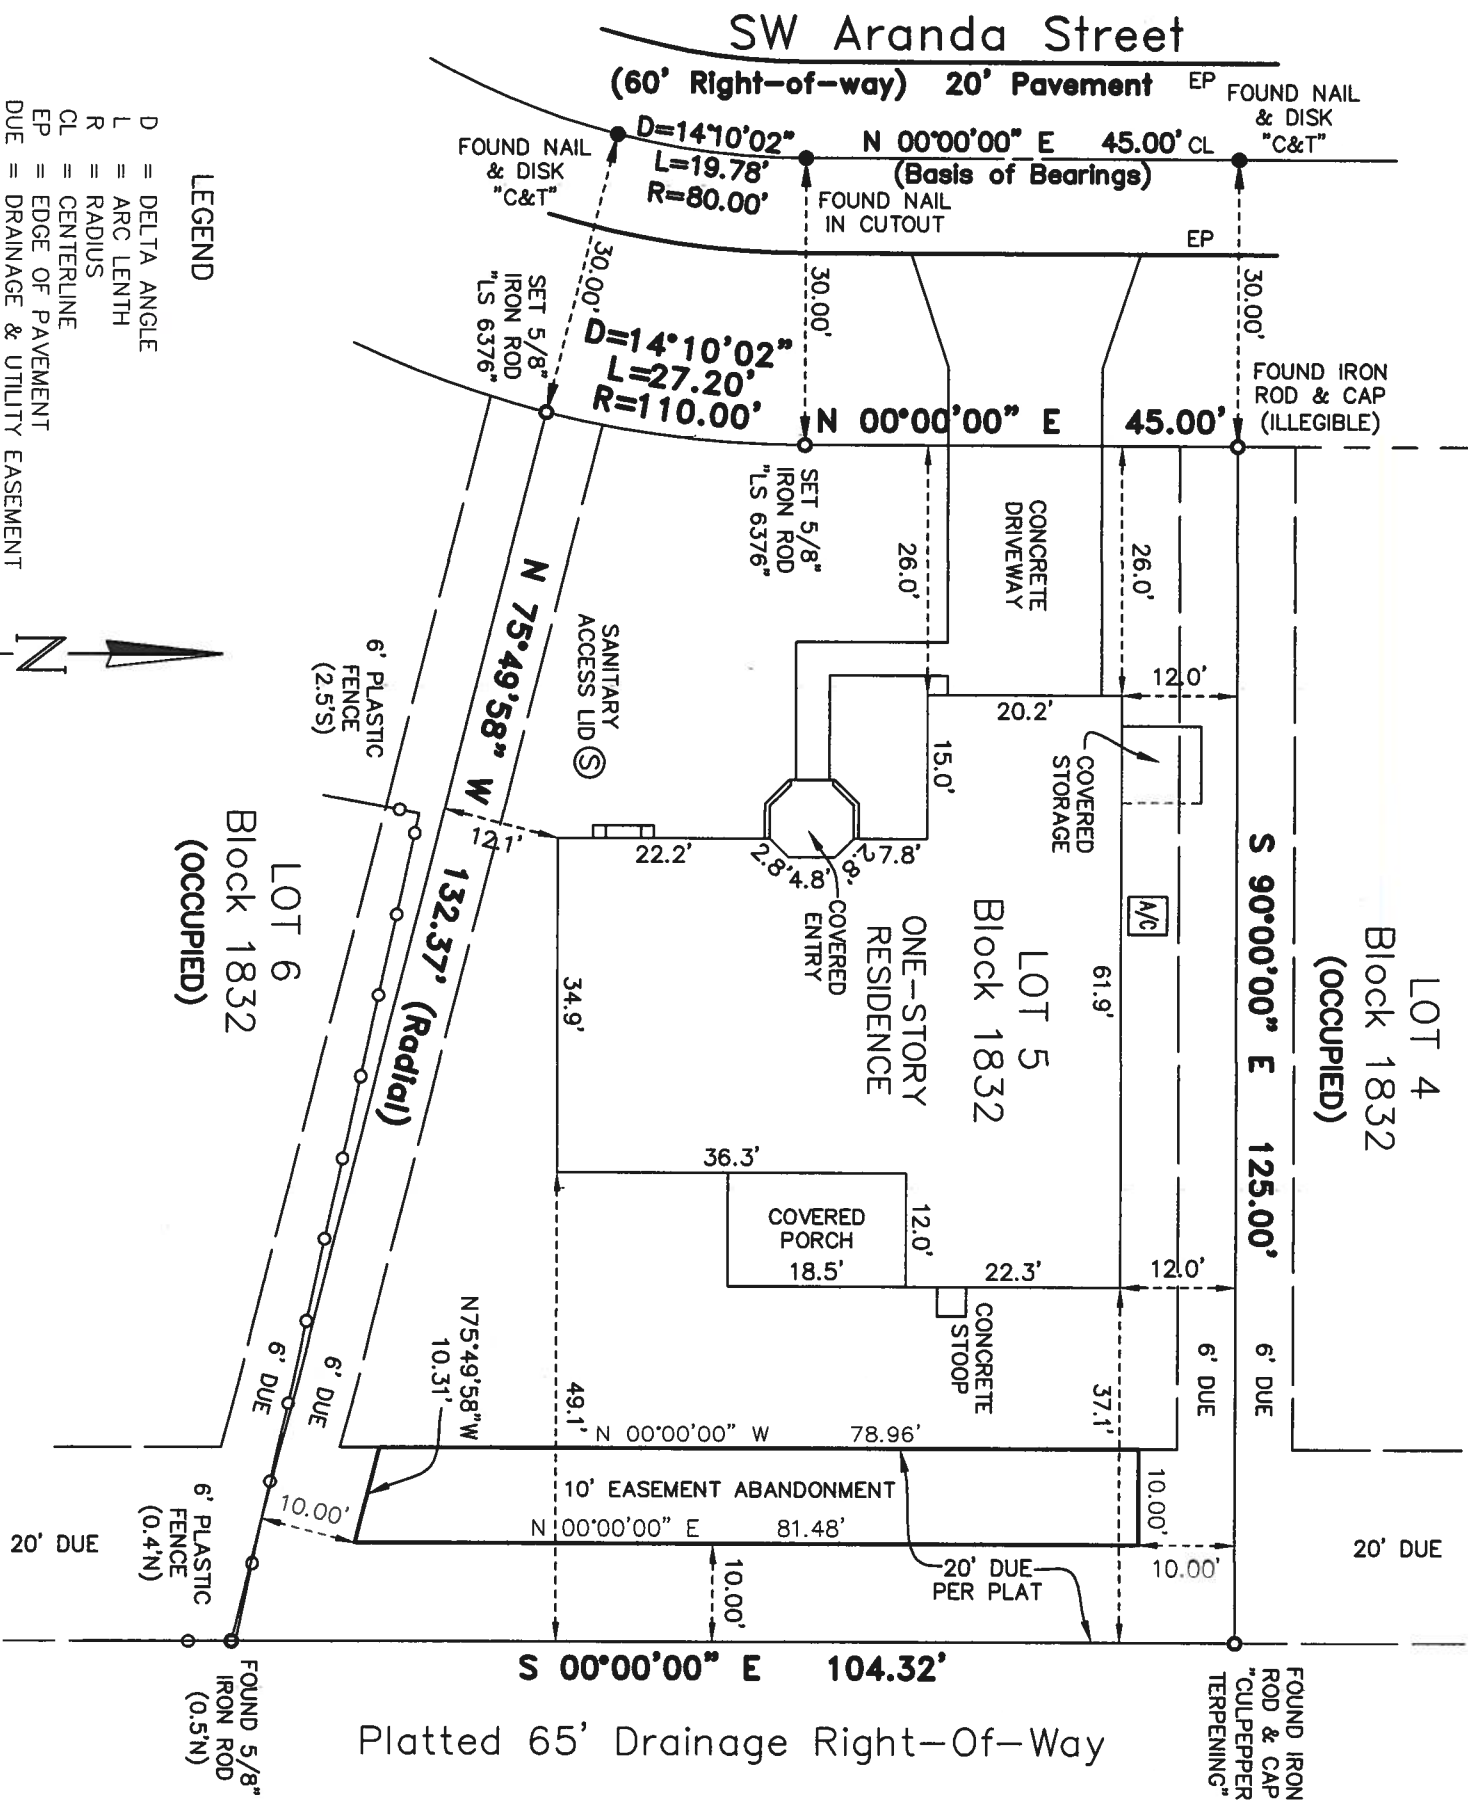 SW Aranda Street
(60' Right-of-way) 20' Pavement
EP
FOUND NAIL
& DISK
"C&T"
D=14°10'02"
L=19.78'
R=80.00'
N 00°00'00" E 45.00' CL
(Basis of Bearings)
FOUND NAIL
& DISK
"C&T"
FOUND NAIL
IN CUTOUT
EP
30.00'
30.00'
30.00'
SET 5/8"
IRON ROD
"LS 6376"
D=14°10'02"
L=27.20'
R=110.00'
N 00°00'00" E 45.00'
FOUND IRON
ROD & CAP
(ILLEGIBLE)
SET 5/8"
IRON ROD
"LS 6376"
LEGEND
D = DELTA ANGLE
L = ARC LENTH
R = RADIUS
CL = CENTERLINE
EP = EDGE OF PAVEMENT
DUE = DRAINAGE & UTILITY EASEMENT
N
26.0'
CONCRETE
DRIVEWAY
26.0'
12.0'
20.2'
15.0'
COVERED
STORAGE
SANITARY
ACCESS LID
S
N 75°49'58" W 132.37' (Radial)
6' PLASTIC
FENCE
(2.5'S)
12.1'
22.2'
2.8'
4.8'
2.8'
7.8'
COVERED
ENTRY
A/C
S 90°00'00" E 125.00'
LOT 4
Block 1832
(OCCUPIED)
LOT 5
Block 1832
ONE-STORY
RESIDENCE
LOT 6
Block 1832
(OCCUPIED)
34.9'
61.9'
36.3'
COVERED
PORCH
18.5'
12.0'
22.3'
12.0'
CONCRETE
STOOP
N75°49'58"W
10.31'
49.1'
37.1'
6' DUE
6' DUE
6' DUE
6' DUE
N 00°00'00" W 78.96'
10' EASEMENT ABANDONMENT
N 00°00'00" E 81.48'
10.00'
10.00'
10.00'
10.00'
20' DUE
PER PLAT
20' DUE
20' DUE
6' PLASTIC
FENCE
(0.4'N)
S 00°00'00" E 104.32'
FOUND 5/8"
IRON ROD
(0.5'N)
FOUND IRON
ROD & CAP
"CULPEPPER
TERPENING"
Platted 65' Drainage Right-Of-Way